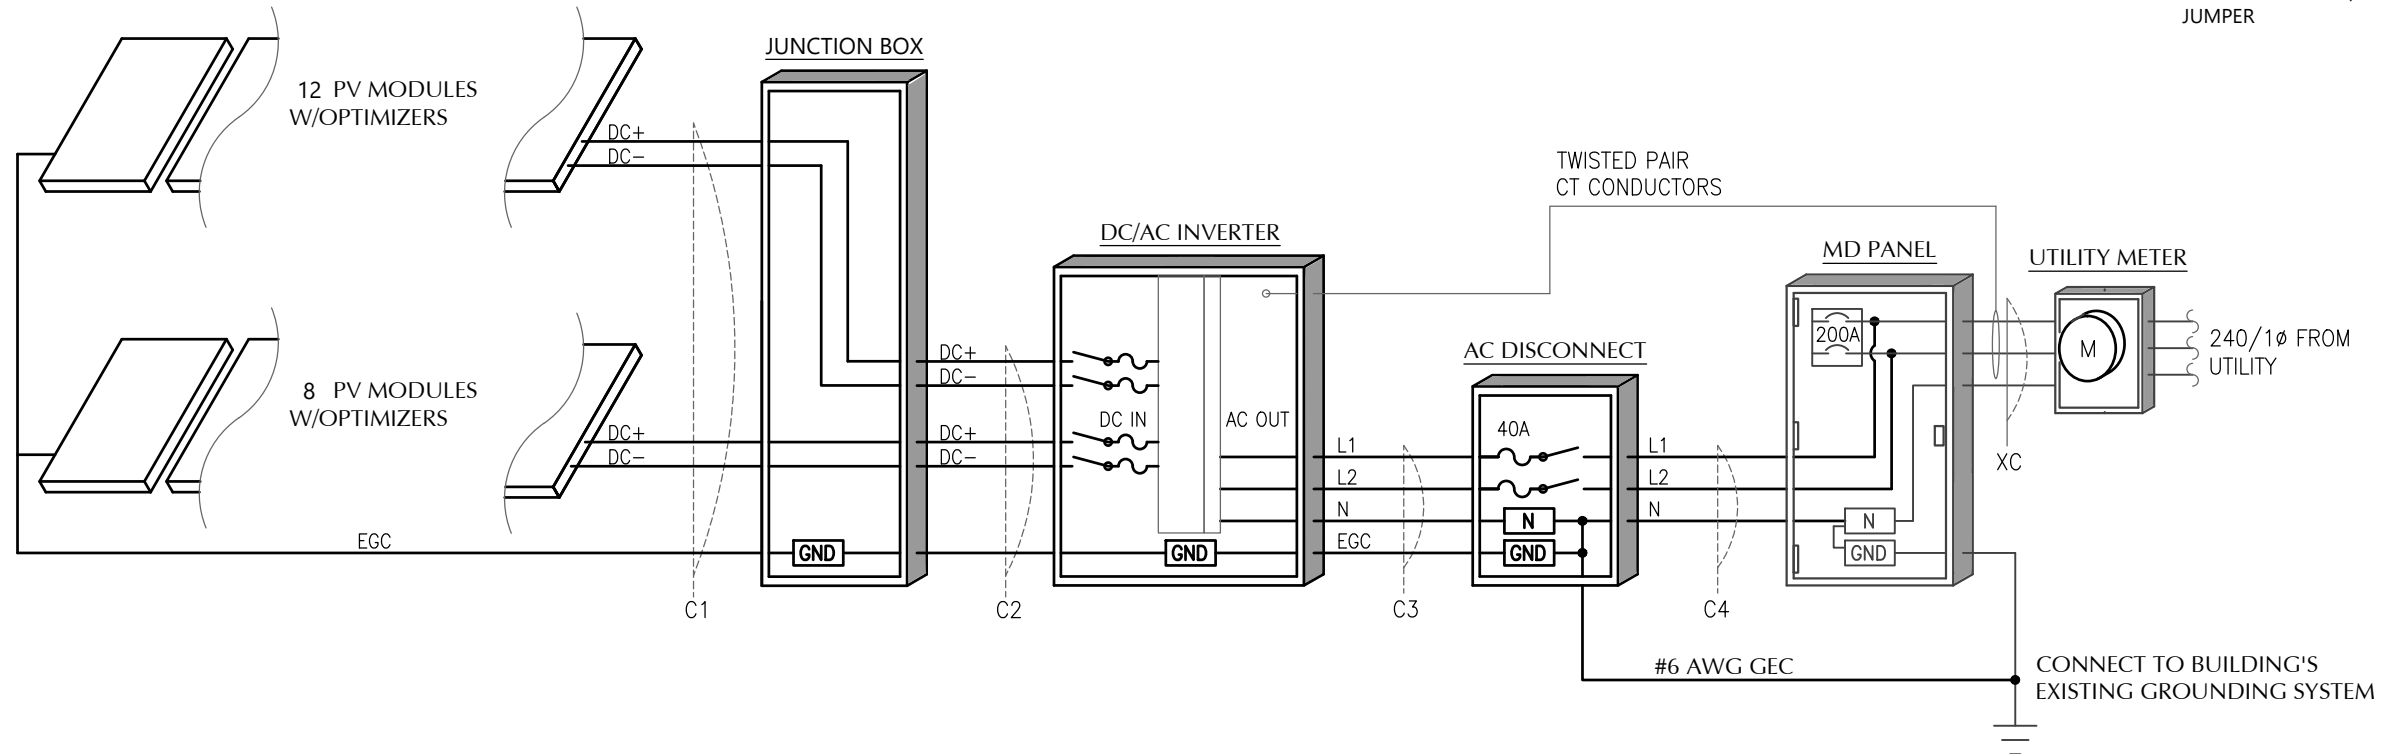 JUMPER
JUNCTION BOX
12 PV MODULES
W/OPTIMIZERS
DC+
DC-
TWISTED PAIR
CT CONDUCTORS
DC/AC INVERTER
MD PANEL
UTILITY METER
200A
M
240/1ø FROM
UTILITY
AC DISCONNECT
DC+
DC-
8 PV MODULES
W/OPTIMIZERS
DC+
DC-
DC+
DC-
DC IN
AC OUT
40A
L1
L2
N
EGC
L1
L2
N
XC
N
GND
N
GND
EGC
GND
GND
C1
C2
C3
C4
#6 AWG GEC
CONNECT TO BUILDING'S
EXISTING GROUNDING SYSTEM